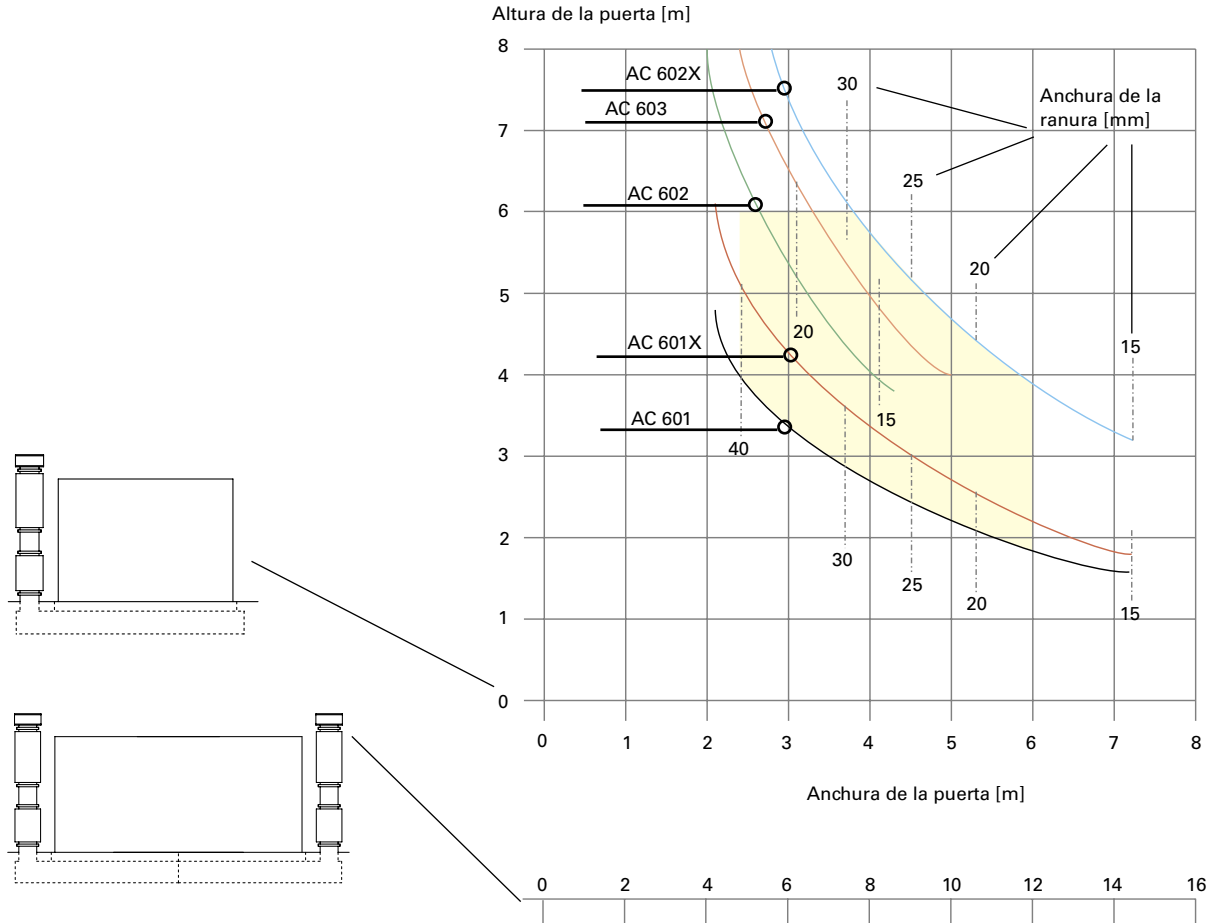 Altura de la puerta [m]
8
7
6
5
4
3
2
1
0
AC 602X
AC 603
AC 602
AC 601X
AC 601
30
25
20
15
Anchura de la
ranura [mm]
20
15
40
30
25
20
15
0 1 2 3 4 5 6 7 8
Anchura de la puerta [m]
0 2 4 6 8 10 12 14 16